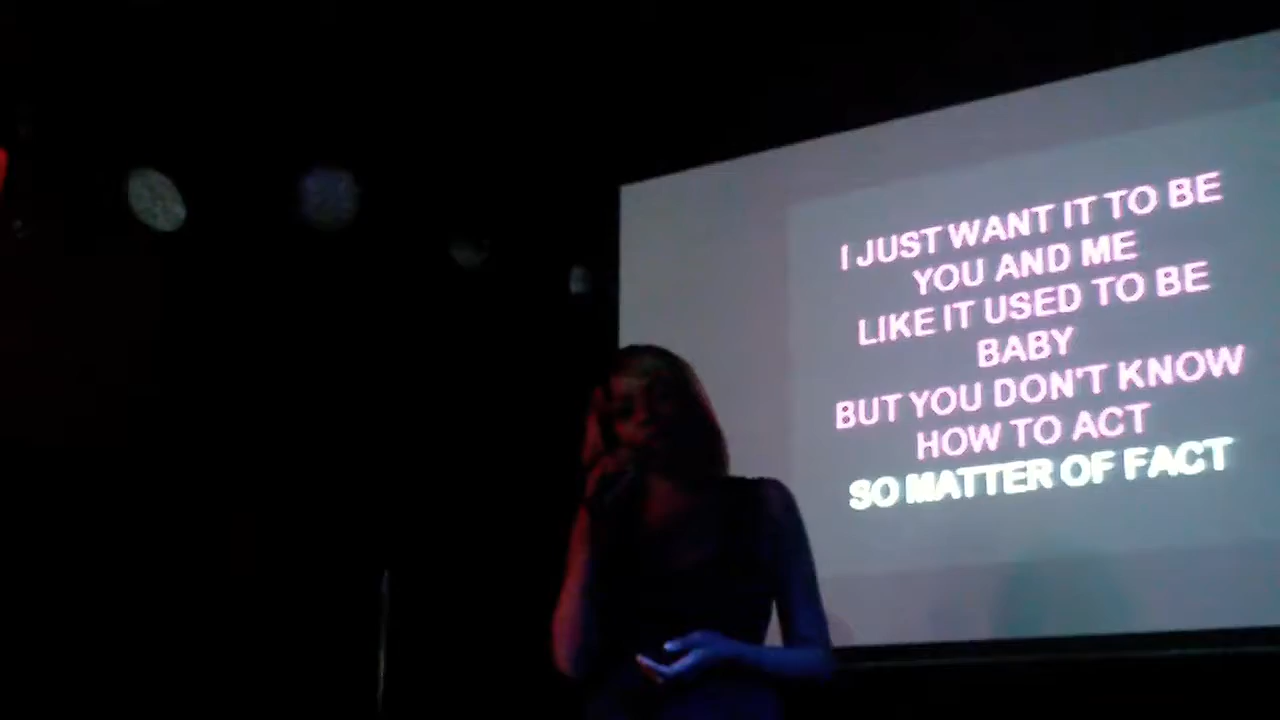 I JUST WANT IT TO BE
YOU AND ME
LIKE IT USED TO BE
BABY
BUT YOU DON'T KNOW
HOW TO ACT
SO MATTER OF FACT